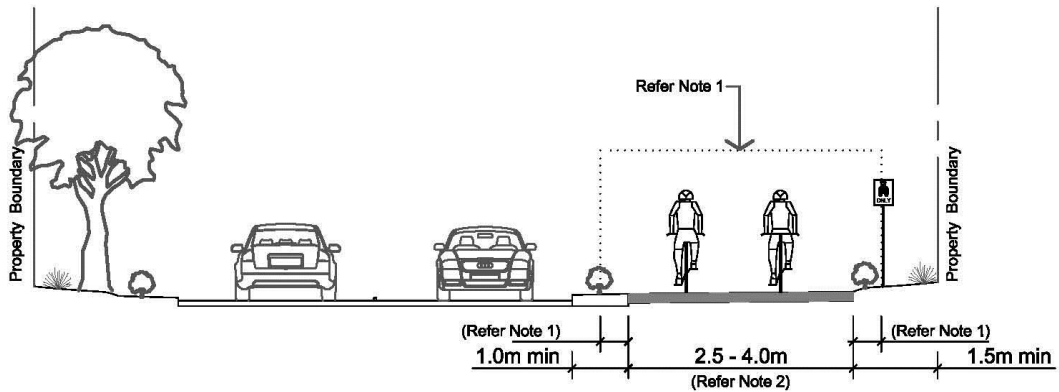 Refer Note 1
Property Boundary
ONLY
Property Boundary
(Refer Note 1)
(Refer Note 1)
1.0m min
2.5 - 4.0m
1.5m min
(Refer Note 2)